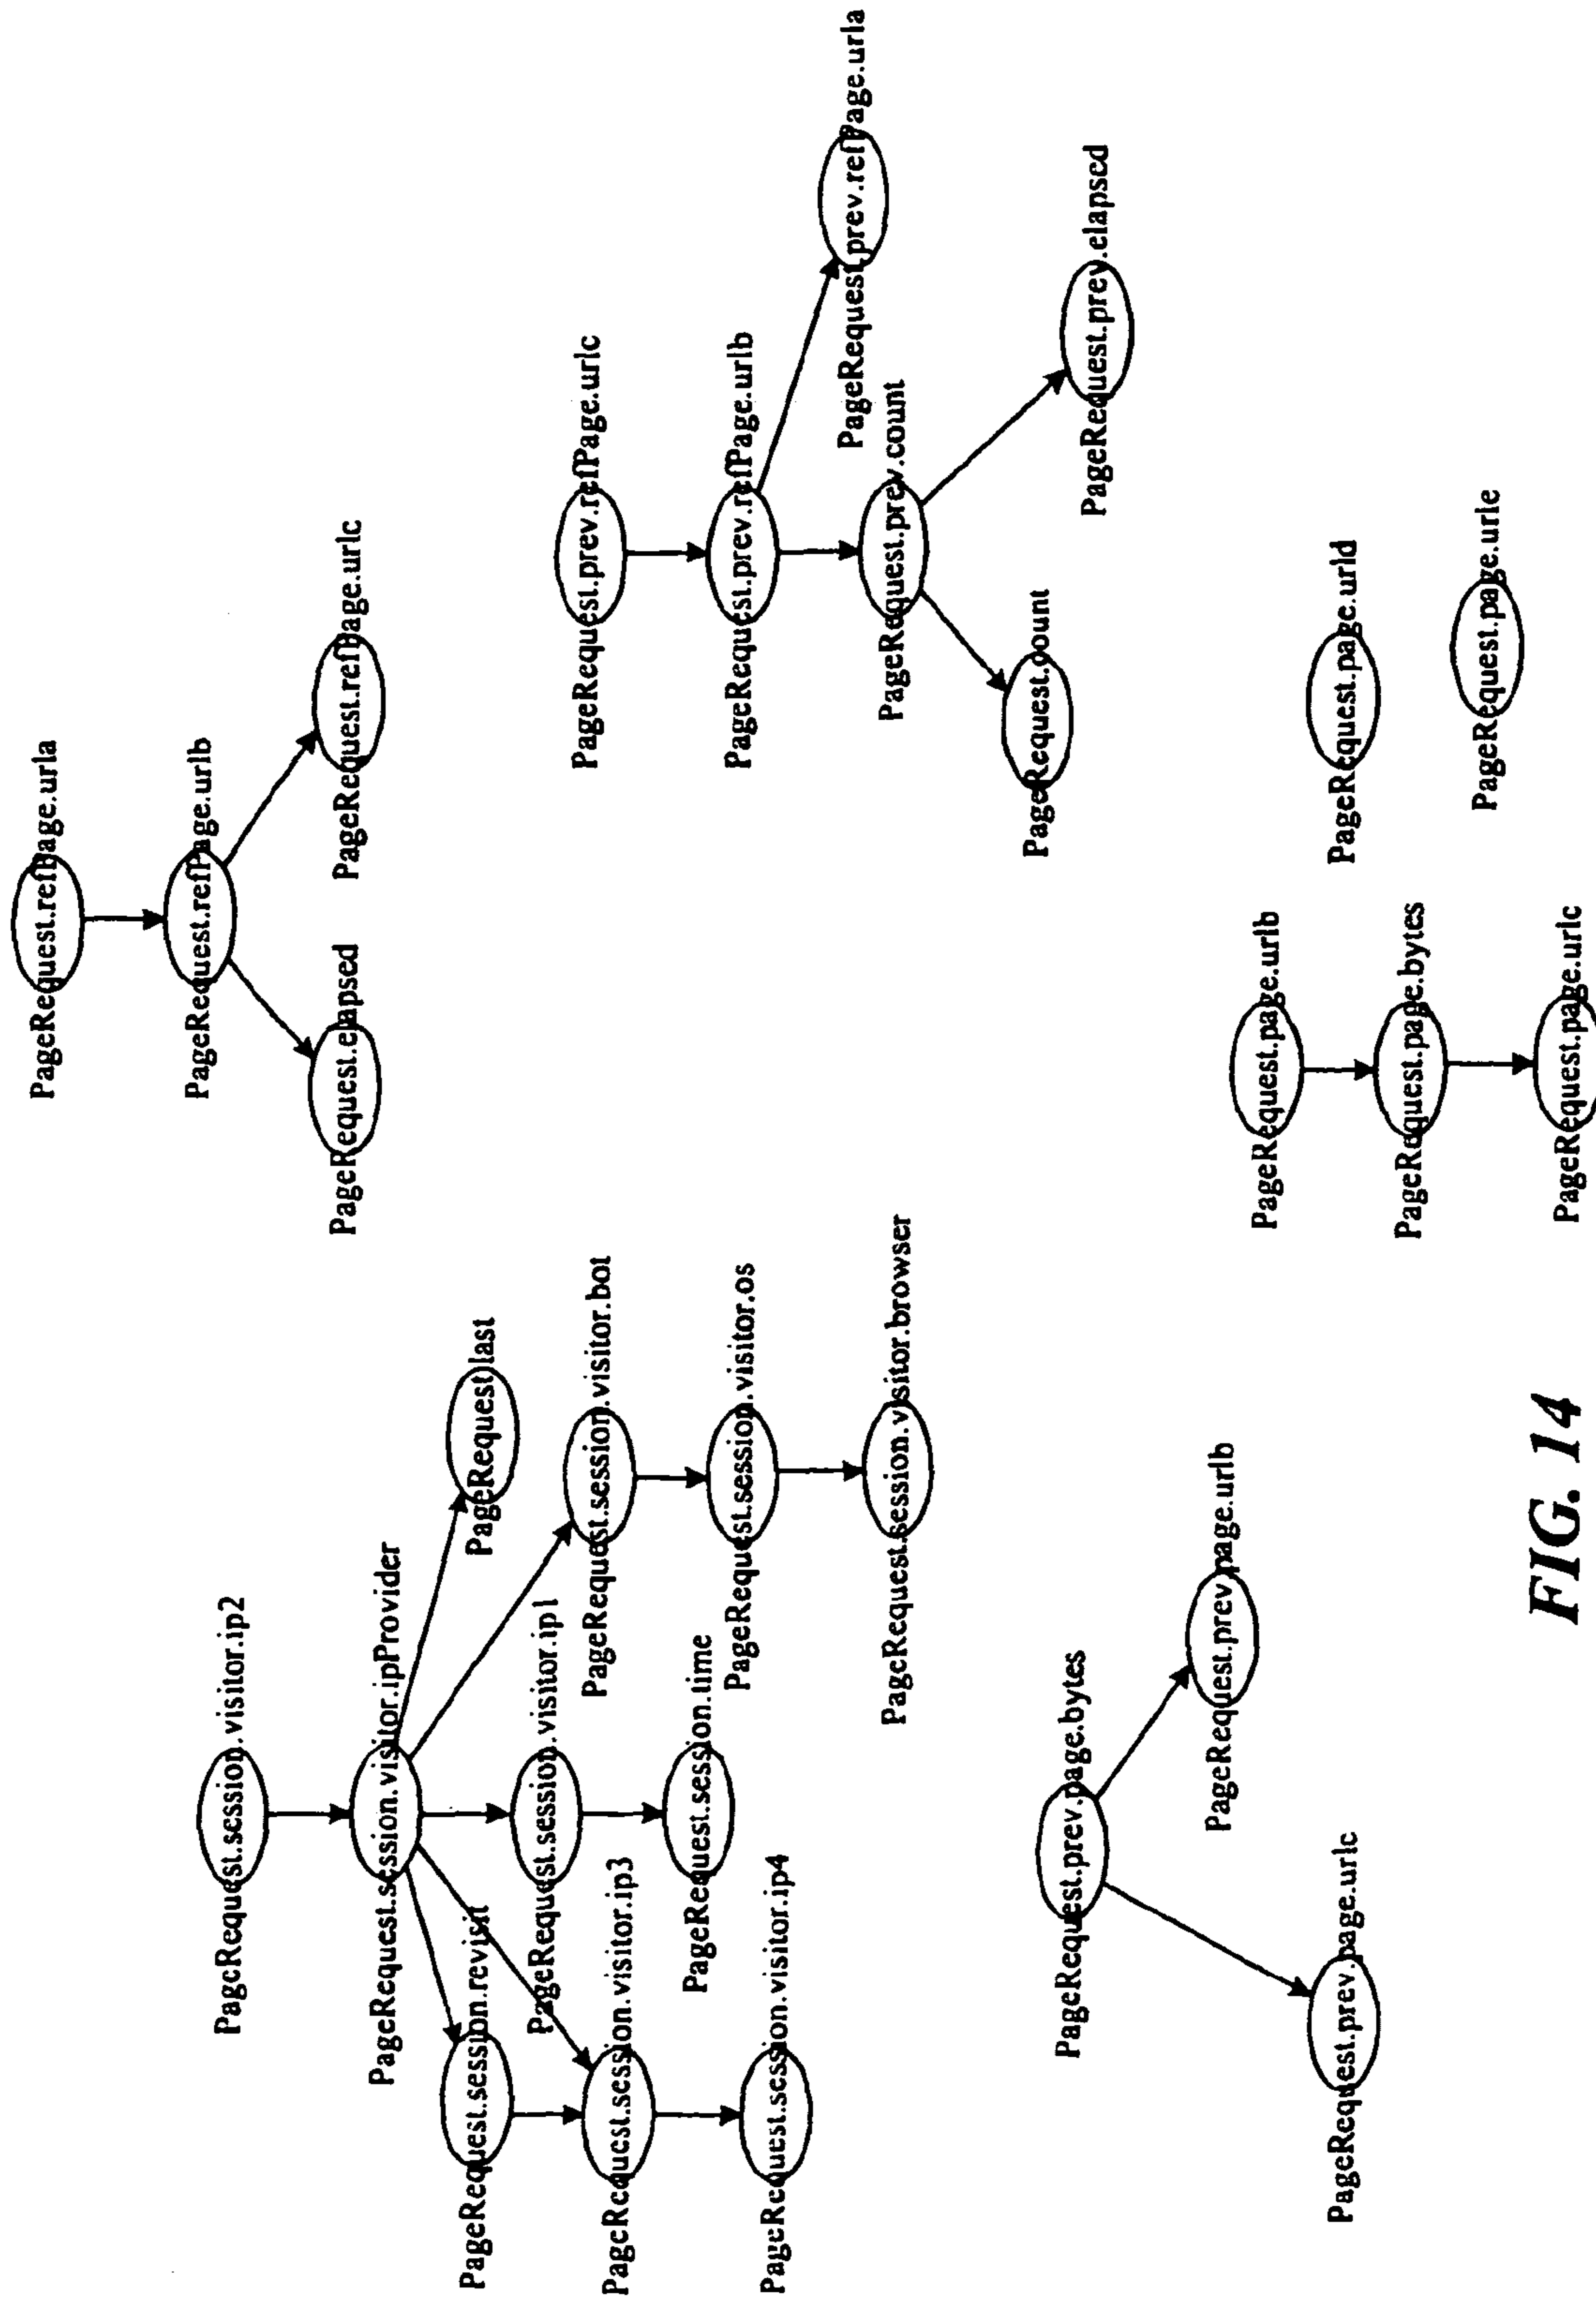 PageRequest.session.visitor.ip2
PageRequest.session.visitor.ipProvider
PageRequest.session.revisit
PageRequest.last
PageRequest.session.visitor.ip1
PageRequest.session.visitor.bot
PageRequest.session.visitor.ip3
PageRequest.session.time
PageRequest.session.visitor.os
PageRequest.session.visitor.ip4
PageRequest.session.visitor.browser
PageRequest.refPage.urla
PageRequest.refPage.urlb
PageRequest.elapsed
PageRequest.refPage.urlc
PageRequest.prev.refPage.urlc
PageRequest.prev.refPage.urlb
PageRequest.prev.refPage.urla
PageRequest.prev.count
PageRequest.count
PageRequest.prev.elapsed
PageRequest.prev.page.bytes
PageRequest.prev.page.urlb
PageRequest.prev.page.urlc
PageRequest.page.urlb
PageRequest.page.bytes
PageRequest.page.urlc
PageRequest.page.urld
PageRequest.page.urle
FIG. 14